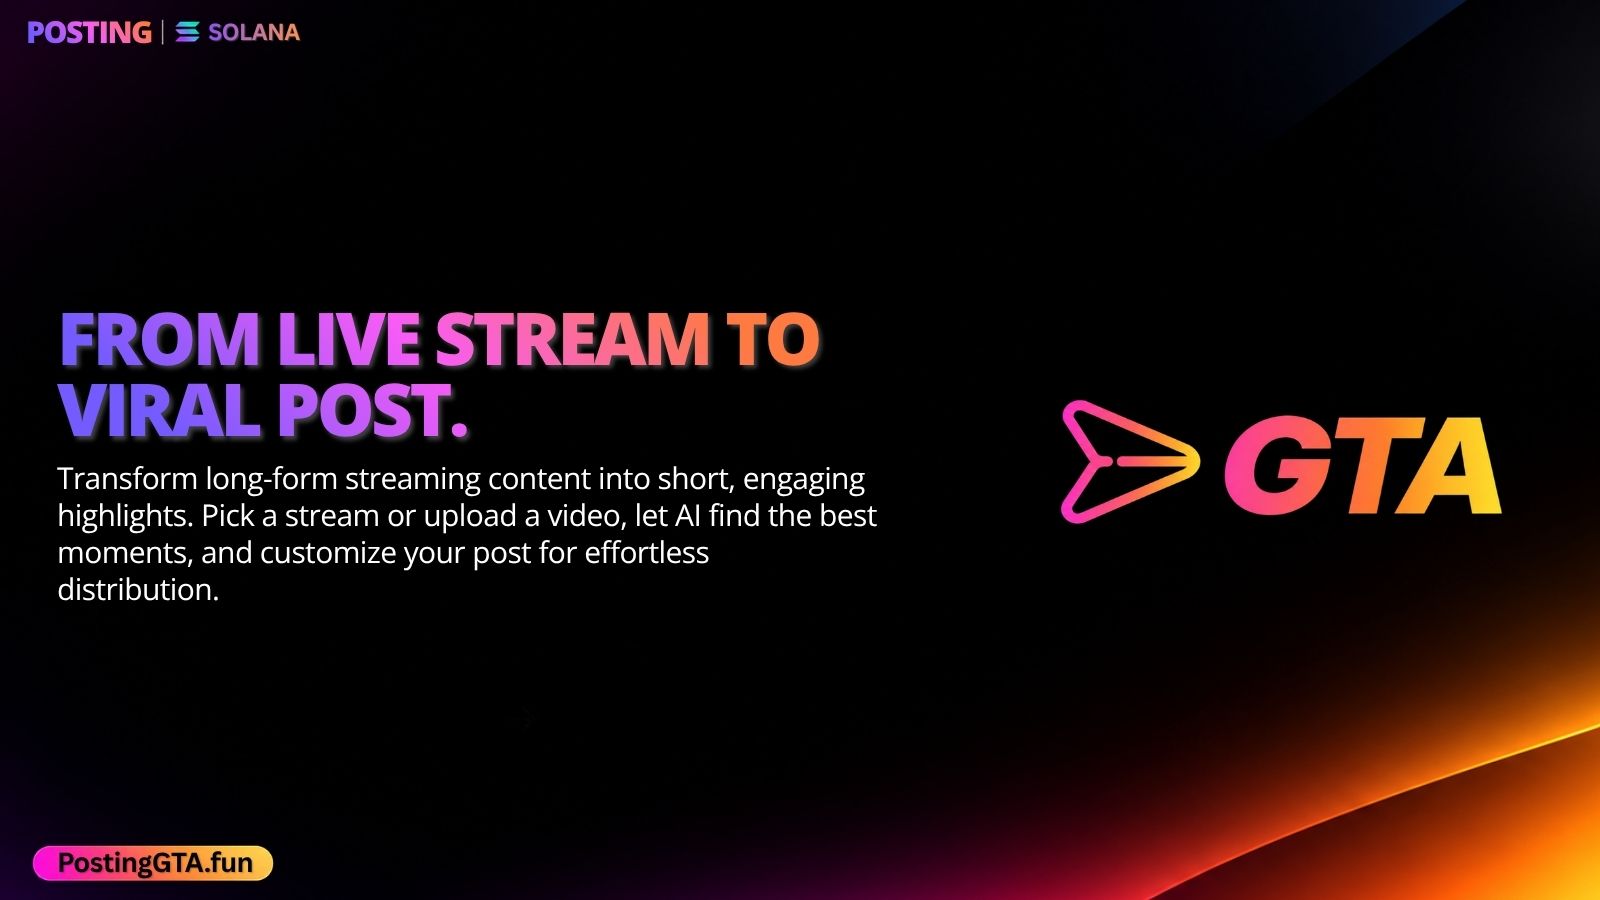 POSTING | SOLANA
FROM LIVE STREAM TO
VIRAL POST.
Transform long-form streaming content into short, engaging
highlights. Pick a stream or upload a video, let AI find the best
moments, and customize your post for effortless
distribution.
GTA
PostingGTA.fun